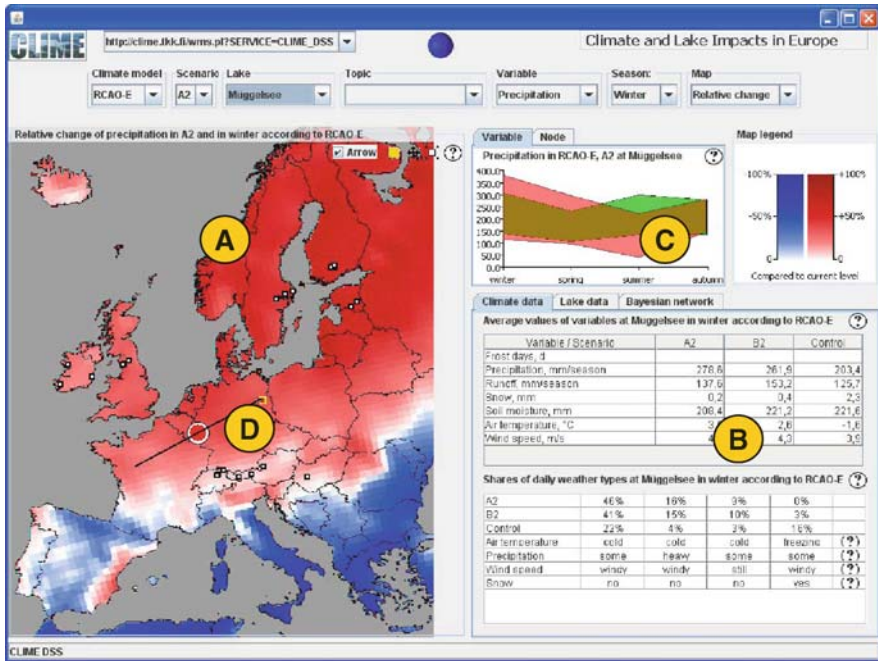 CLIME
http://clime.tkk.fi/wms.pl?SERVICE=CLIME_DSS
Climate and Lake Impacts in Europe
Climate model Scenario Lake Topic Variable Season: Map
RCAO-E A2 Müggelsee Precipitation Winter Relative change
Relative change of precipitation in A2 and in winter according to RCAO-E
Arrow
(?)
A
D
Variable Node
Precipitation in RCAO-E, A2 at Müggelsee (?)
400.0
350.0
300.0
250.0
200.0
150.0
100.0
50.0
0.0
winter spring summer autumn
C
Map legend
-100% +100%
-50% +50%
0 0
Compared to current level
Climate data Lake data Bayesian network
Average values of variables at Müggelsee in winter according to RCAO-E (?)
Variable / Scenario A2 B2 Control
Frost days, d
Precipitation, mm/season 278,6 261,9 203,4
Runoff, mm/season 137,6 153,2 125,7
Snow, mm 0,2 0,4 2,3
Soil moisture, mm 208,4 221,2 221,6
Air temperature, °C 3, 2,6 -1,6
Wind speed, m/s 4 4,3 3,9
B
Shares of daily weather types at Müggelsee in winter according to RCAO-E (?)
A2 46% 16% 9% 0%
B2 41% 15% 10% 3%
Control 22% 4% 3% 16%
Air temperature cold cold cold freezing (?)
Precipitation some heavy some some (?)
Wind speed windy windy still windy (?)
Snow no no no yes (?)
CLIME DSS